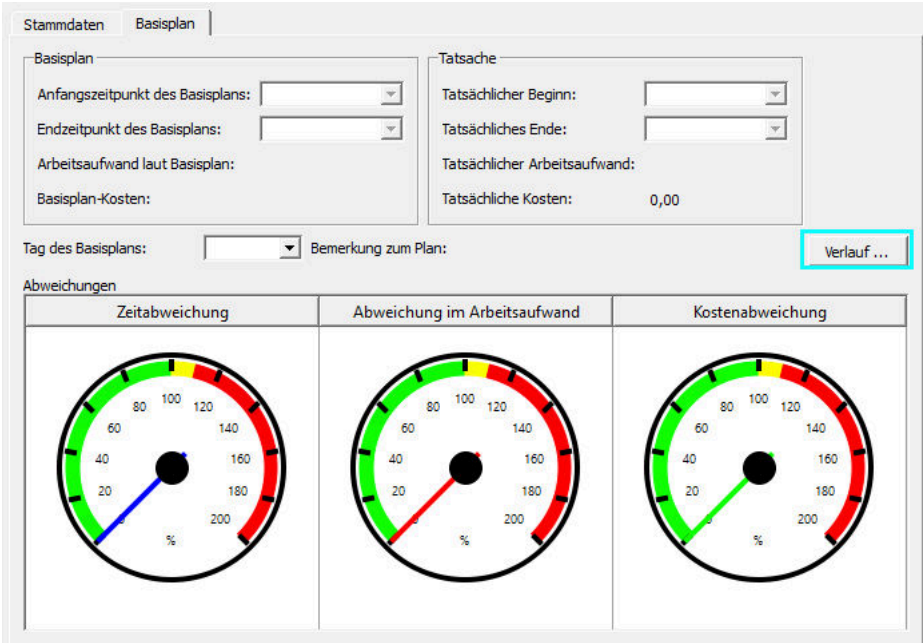 Stammdaten Basisplan
Basisplan
Anfangszeitpunkt des Basisplans:
Endzeitpunkt des Basisplans:
Arbeitsaufwand laut Basisplan:
Basisplan-Kosten:
Tatsache
Tatsächlicher Beginn:
Tatsächliches Ende:
Tatsächlicher Arbeitsaufwand:
Tatsächliche Kosten: 0,00
Tag des Basisplans: Bemerkung zum Plan: Verlauf ...
Abweichungen
Zeitabweichung Abweichung im Arbeitsaufwand Kostenabweichung
0 20 40 60 80 100 120 140 160 180 200
%
0 20 40 60 80 100 120 140 160 180 200
%
0 20 40 60 80 100 120 140 160 180 200
%